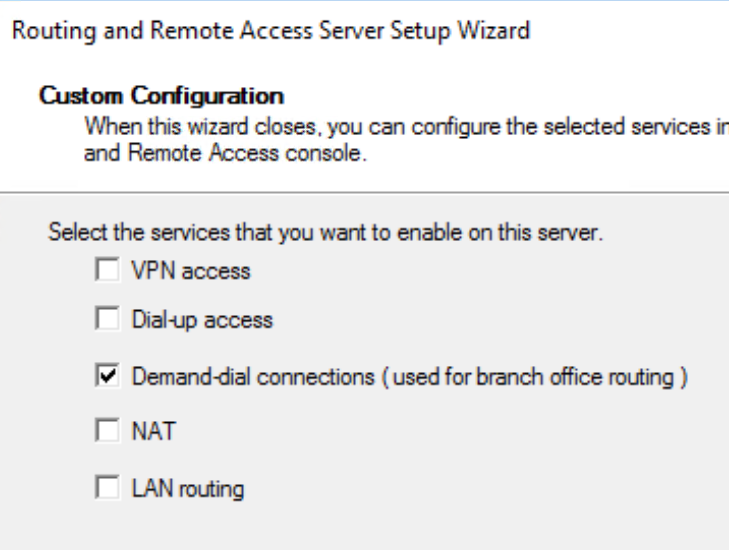 Routing and Remote Access Server Setup Wizard
Custom Configuration
When this wizard closes, you can configure the selected services in
and Remote Access console.
Select the services that you want to enable on this server.
VPN access
Dial-up access
Demand-dial connections ( used for branch office routing )
NAT
LAN routing